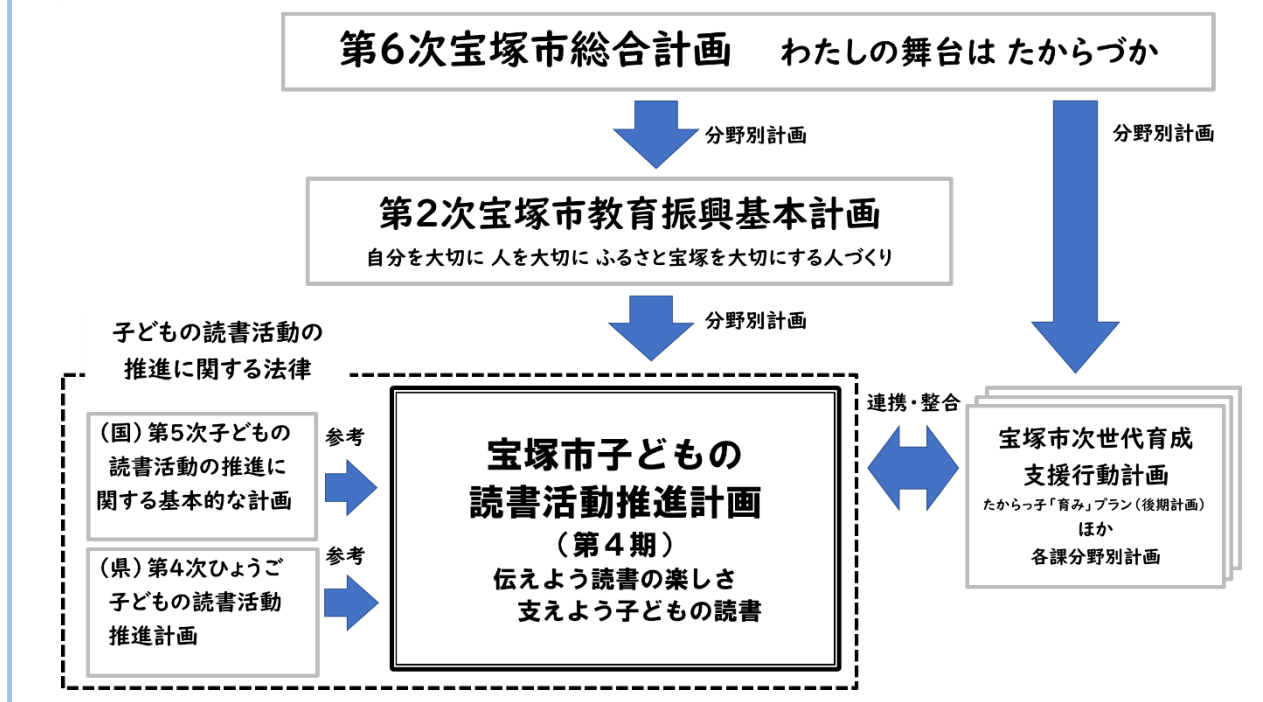 第6次宝塚市総合計画 わたしの舞台は たからづか
分野別計画
分野別計画
第2次宝塚市教育振興基本計画
自分を大切に 人を大切に ふるさと宝塚を大切にする人づくり
分野別計画
子どもの読書活動の
推進に関する法律
(国)第5次子どもの
読書活動の推進に
関する基本的な計画
参考
(県)第4次ひょうご
子どもの読書活動
推進計画
参考
宝塚市子どもの
読書活動推進計画
(第4期)
伝えよう読書の楽しさ
支えよう子どもの読書
連携・整合
宝塚市次世代育成
支援行動計画
たからっ子「育み」プラン(後期計画)
ほか
各課分野別計画